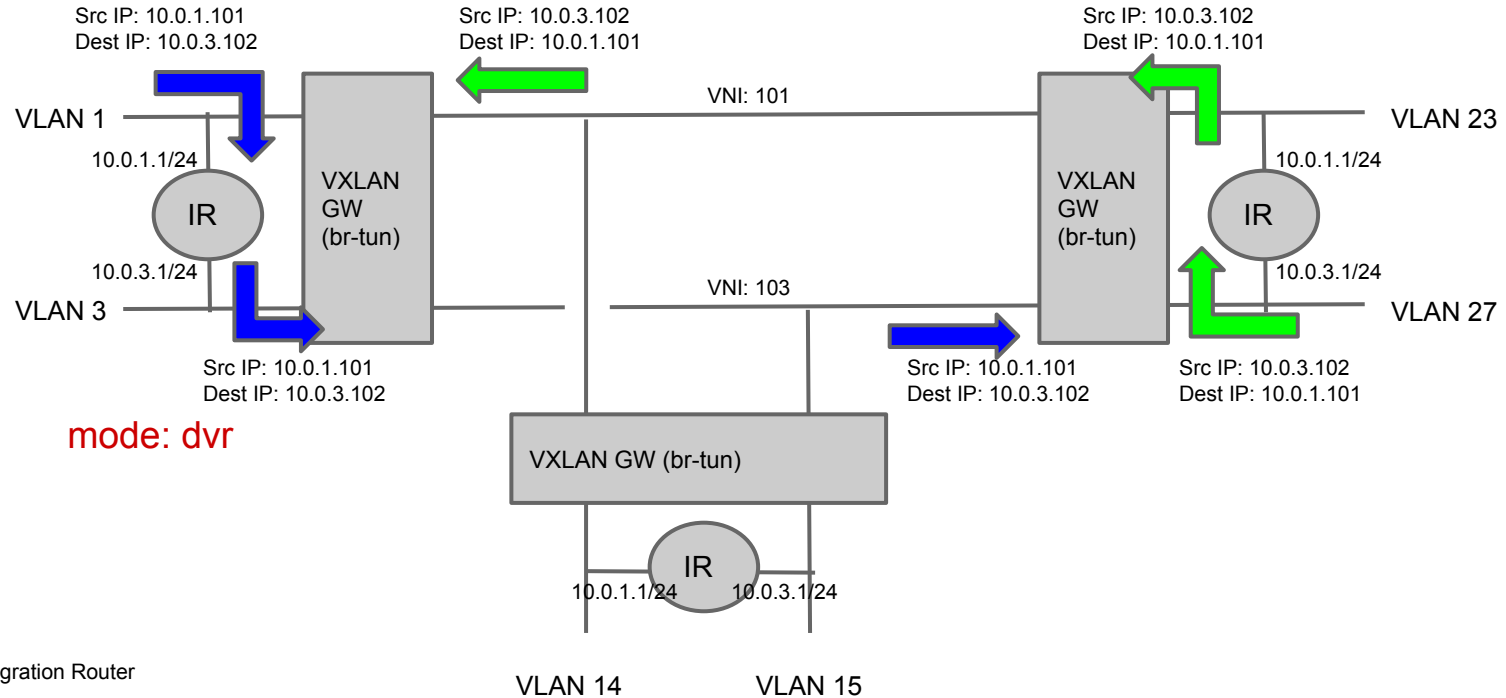 Src IP: 10.0.1.101
Dest IP: 10.0.3.102
Src IP: 10.0.3.102
Dest IP: 10.0.1.101
Src IP: 10.0.3.102
Dest IP: 10.0.1.101
VLAN 1
VNI: 101
VLAN 23
10.0.1.1/24
10.0.1.1/24
IR
VXLAN
GW
(br-tun)
VXLAN
GW
(br-tun)
IR
10.0.3.1/24
10.0.3.1/24
VLAN 3
VNI: 103
VLAN 27
Src IP: 10.0.1.101
Dest IP: 10.0.3.102
Src IP: 10.0.1.101
Dest IP: 10.0.3.102
Src IP: 10.0.3.102
Dest IP: 10.0.1.101
mode: dvr
VXLAN GW (br-tun)
IR
10.0.1.1/24
10.0.3.1/24
gration Router
VLAN 14
VLAN 15